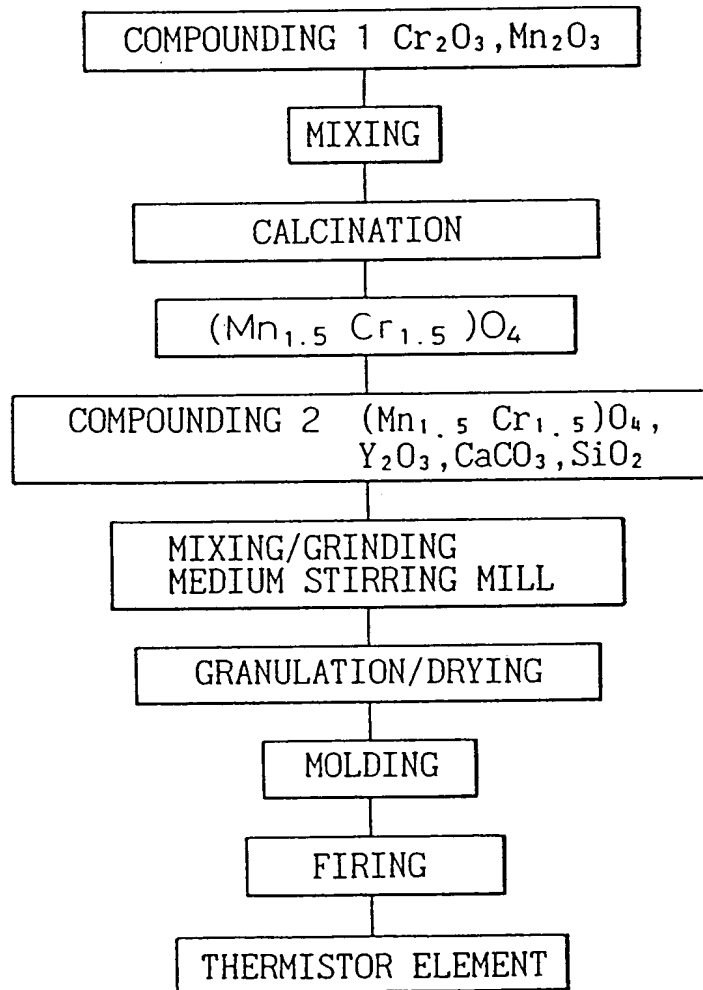 COMPOUNDING 1 Cr₂O₃,Mn₂O₃
MIXING
CALCINATION
(Mn₁.₅ Cr₁.₅ )O₄
COMPOUNDING 2 (Mn₁.₅ Cr₁.₅)O₄,
Y₂O₃,CaCO₃,SiO₂
MIXING/GRINDING
MEDIUM STIRRING MILL
GRANULATION/DRYING
MOLDING
FIRING
THERMISTOR ELEMENT